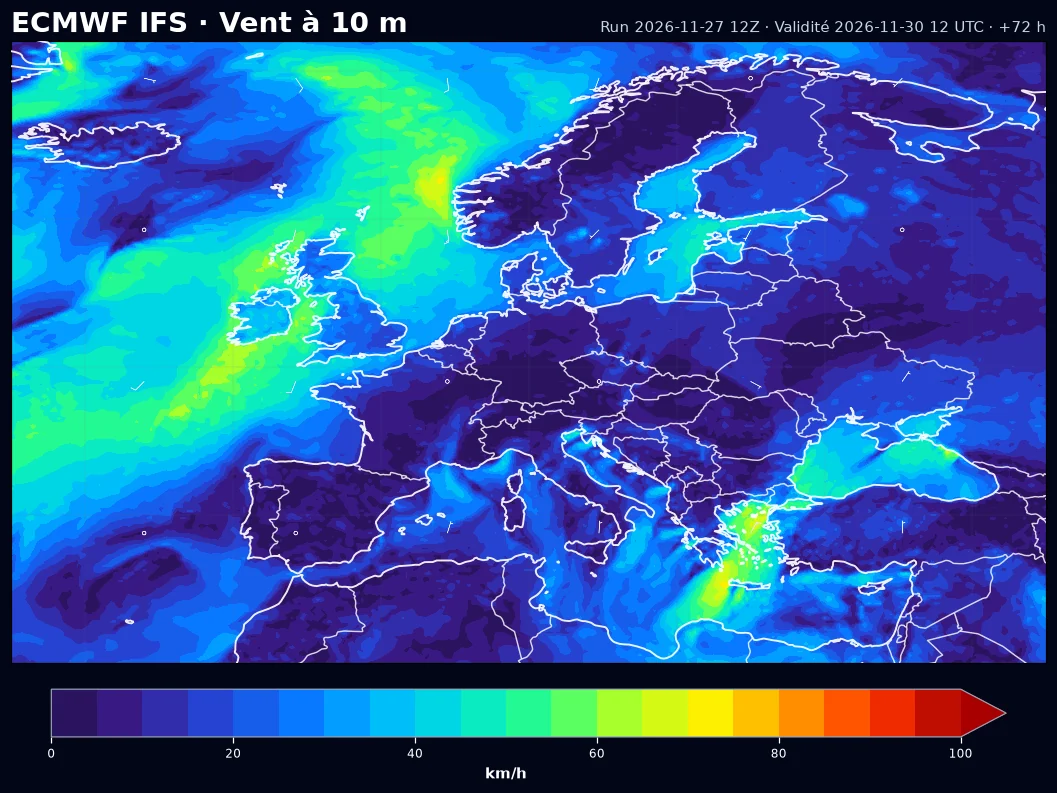 ECMWF IFS · Vent à 10 m
Run 2026-11-27 12Z · Validité 2026-11-30 12 UTC · +72 h
0 20 40 60 80 100
km/h